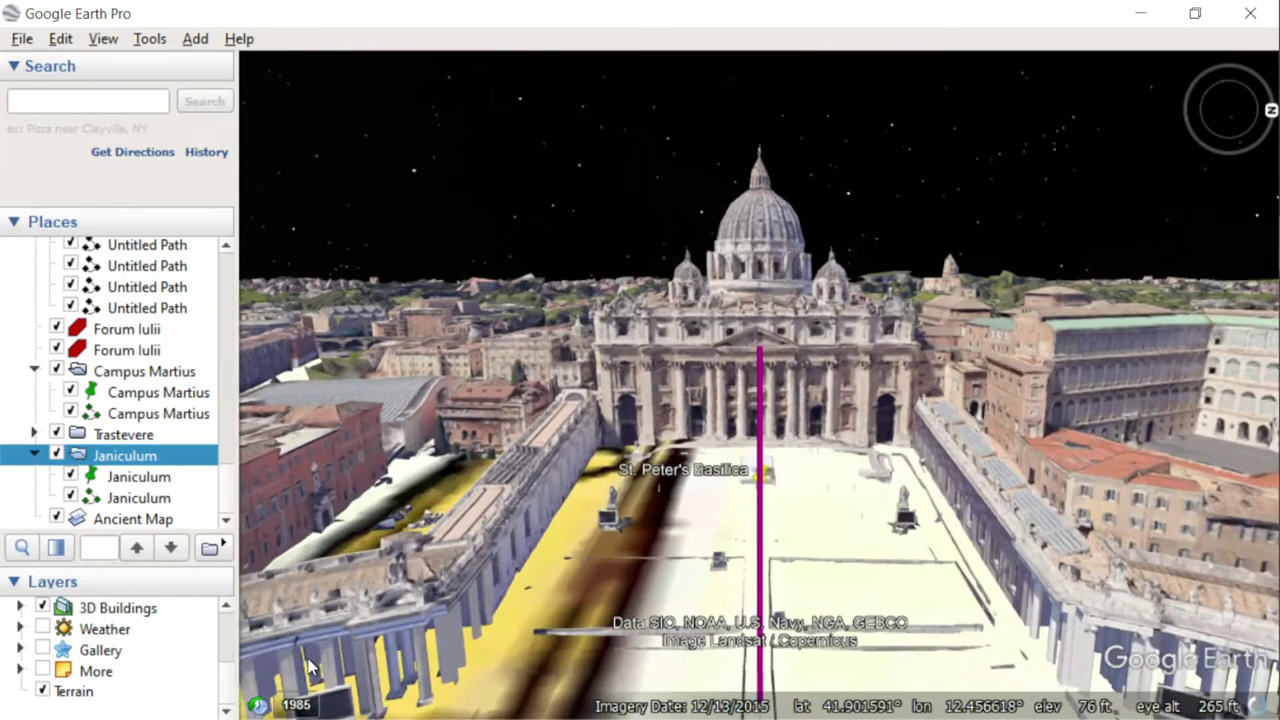 Google Earth Pro
File Edit View Tools Add Help
Search
Search
ex: Pizza near Clayville, NY
Get Directions History
Places
Untitled Path
Untitled Path
Untitled Path
Untitled Path
Forum Iulii
Forum Iulii
Campus Martius
Campus Martius
Campus Martius
Trastevere
Janiculum
Janiculum
Janiculum
Ancient Map
Layers
3D Buildings
Weather
Gallery
More
Terrain
N
St. Peter's Basilica
Data SIO, NOAA, U.S. Navy, NGA, GEBCO
Image Landsat / Copernicus
Google Earth
1985
Imagery Date: 12/13/2015 lat 41.901591° lon 12.456618° elev 76 ft eye alt 265 ft